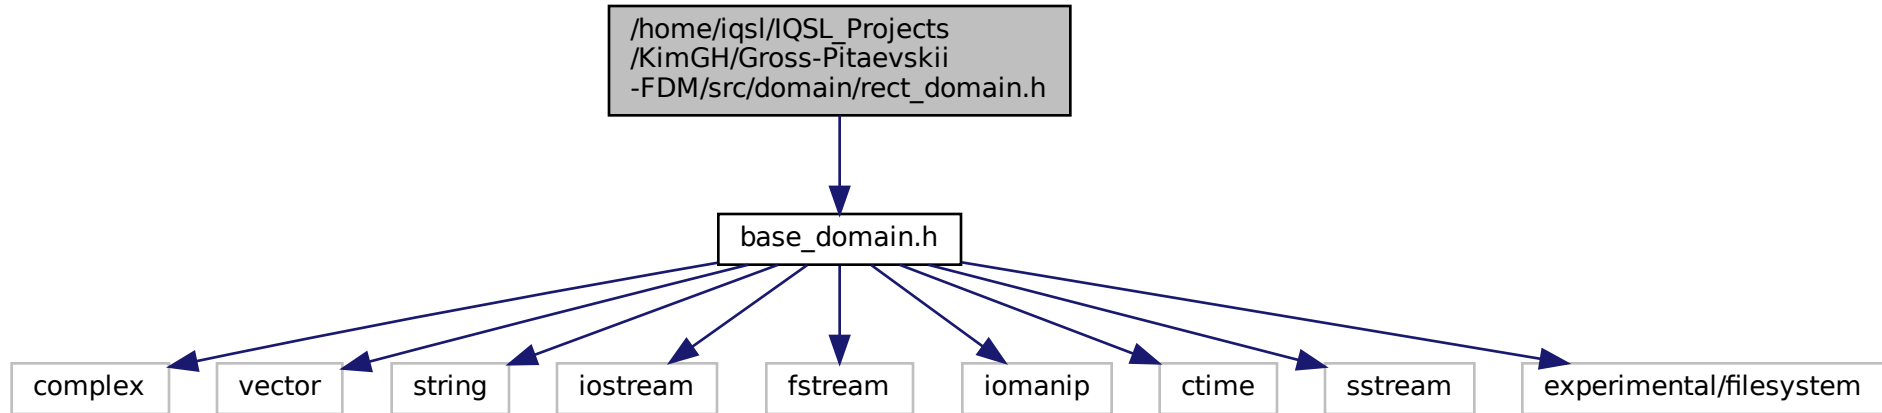 /home/iqsl/IQSL_Projects
/KimGH/Gross-Pitaevskii
-FDM/src/domain/rect_domain.h
base_domain.h
complex
vector
string
iostream
fstream
iomanip
ctime
sstream
experimental/filesystem